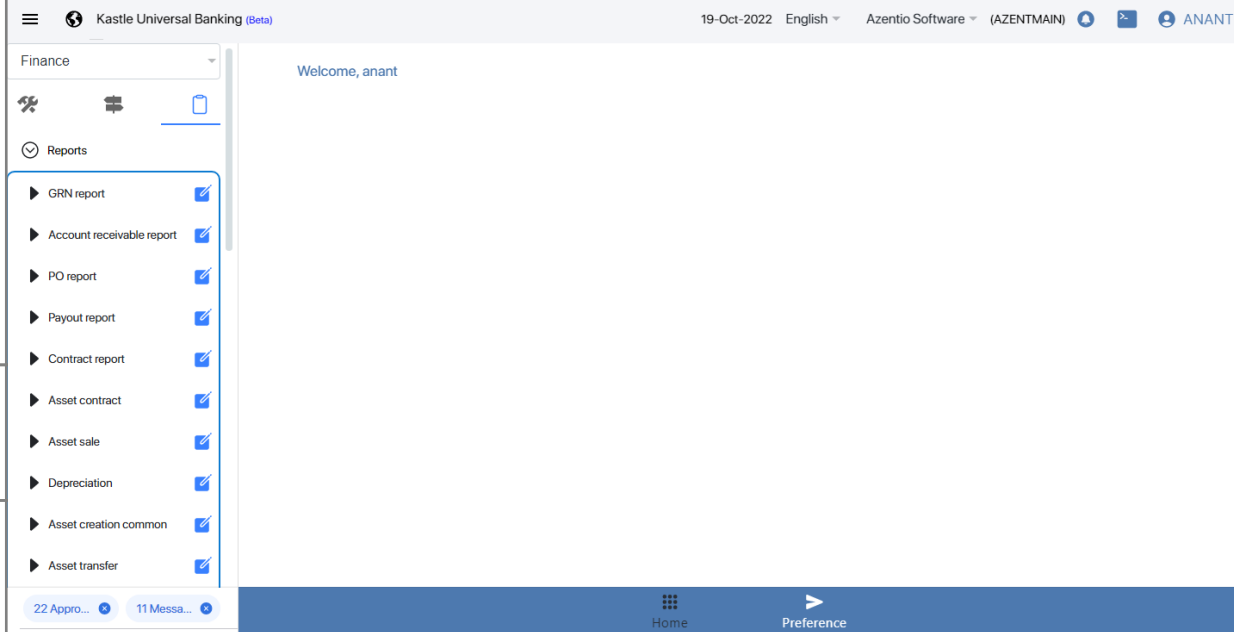 Kastle Universal Banking (Beta)
19-Oct-2022 English Azentio Software (AZENTMAIN) ANANT
Finance
Welcome, anant
Reports
GRN report
Account receivable report
PO report
Payout report
Contract report
Asset contract
Asset sale
Depreciation
Asset creation common
Asset transfer
22 Appro... 11 Messa...
Home Preference